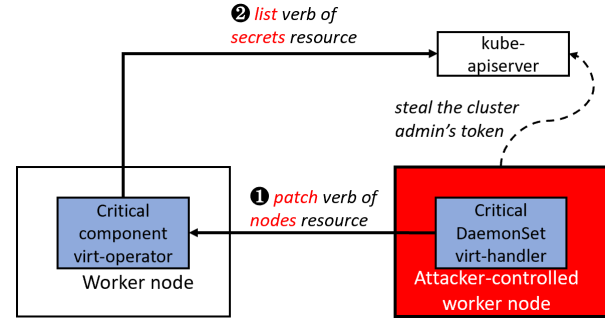 ❷ list verb of
secrets resource
kube-
apiserver
steal the cluster
admin's token
❶ patch verb of
nodes resource
Critical
component
virt-operator
Worker node
Critical
DaemonSet
virt-handler
Attacker-controlled
worker node